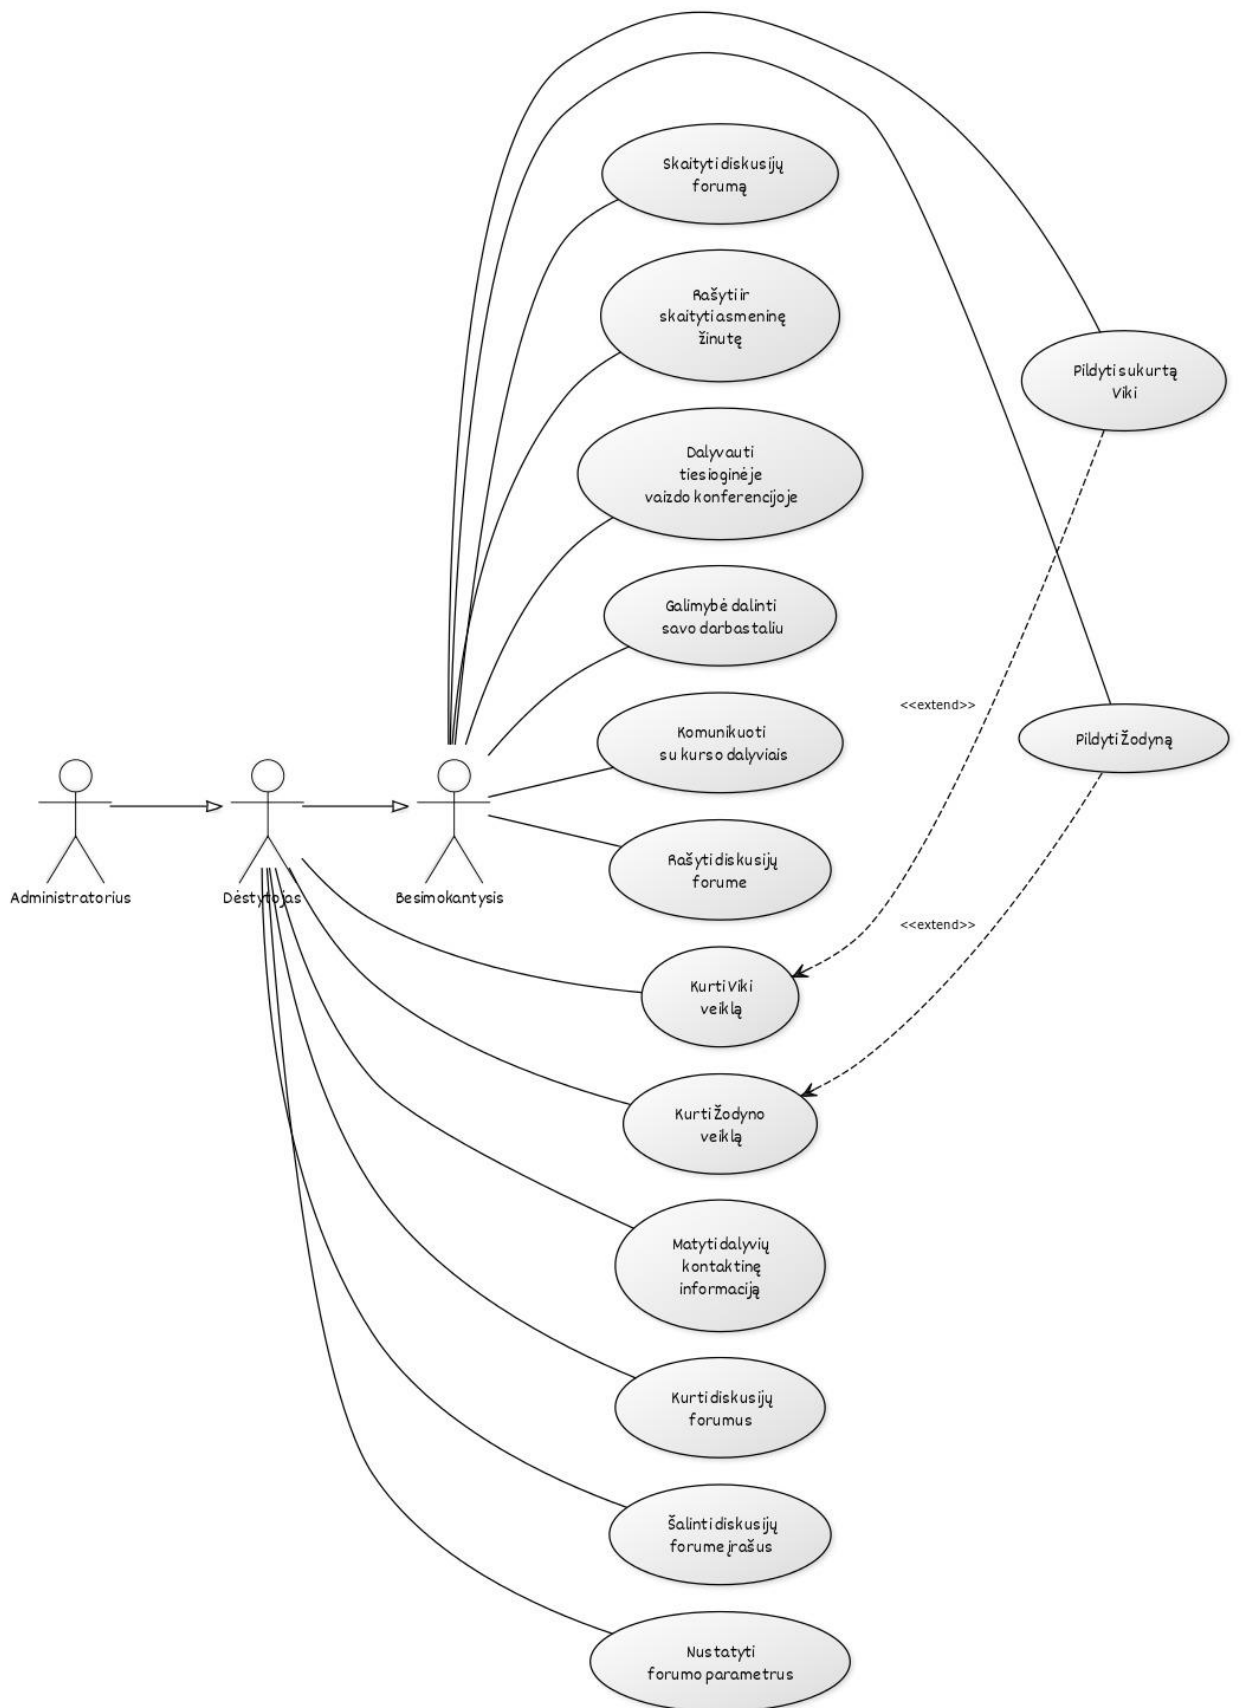 Skaityti diskusijų
forumą
Rašyti ir
skaityti asmeninę
žinutę
Pildyti sukurtą
Viki
Dalyvauti
tiesioginėje
vaizdo konferencijoje
Galimybė dalinti
savo darbastaliu
<<extend>>
Komunikuoti
su kurso dalyviais
Pildyti Žodyną
Rašyti diskusijų
forume
Administratorius
Dėstytojas
Besimokantysis
<<extend>>
Kurti Viki
veiklą
Kurti Žodyno
veiklą
Matyti dalyvių
kontaktinę
informaciją
Kurti diskusijų
forumus
Šalinti diskusijų
forume įrašus
Nustatyti
forumo parametrus